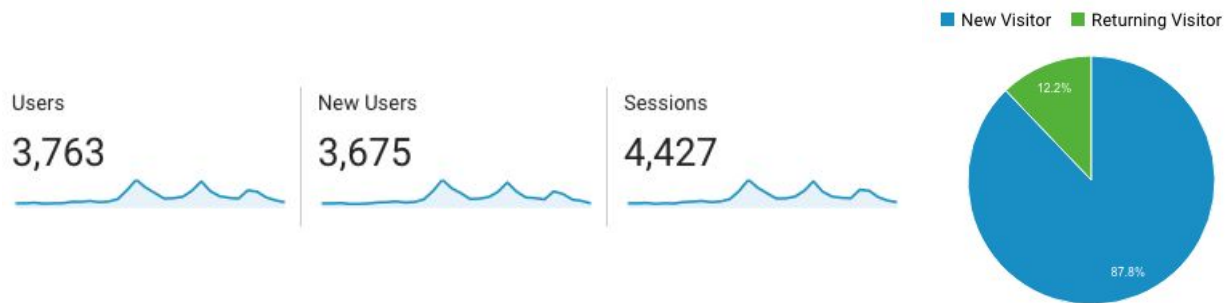 New Visitor Returning Visitor
Users
3,763
New Users
3,675
Sessions
4,427
12.2%
87.8%